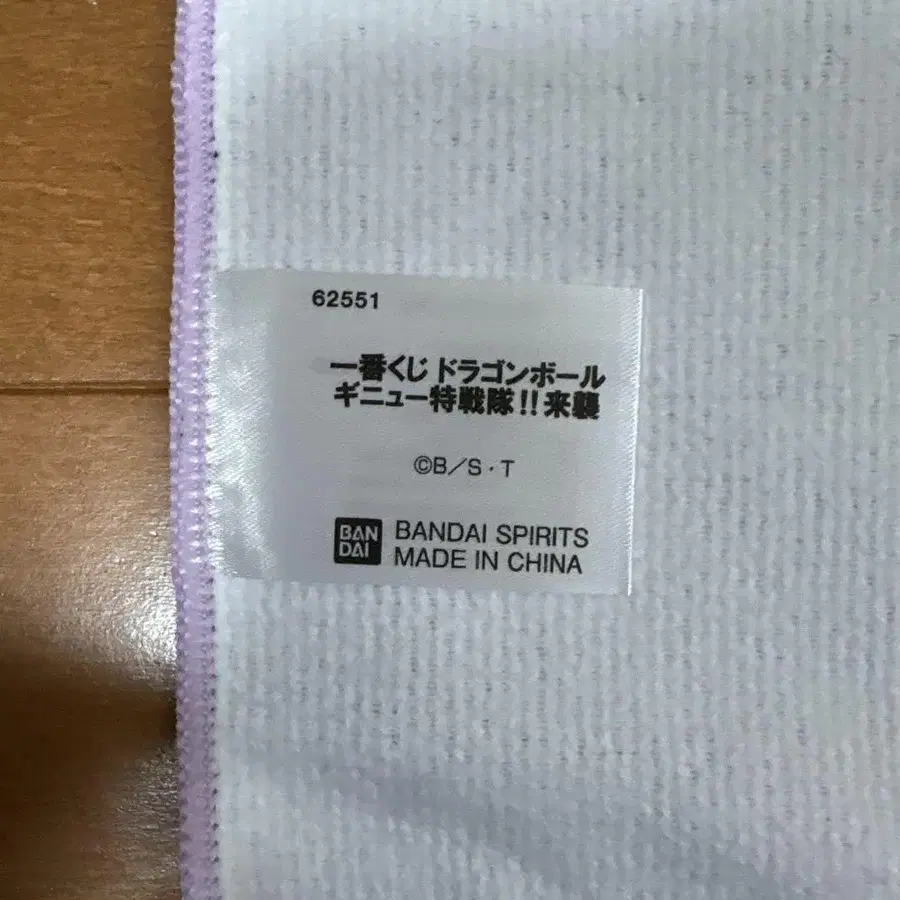 62551
一番くじ ドラゴンボール
ギニュー特戦隊!!来襲
©B/S・T
BAN
DAI
BANDAI SPIRITS
MADE IN CHINA